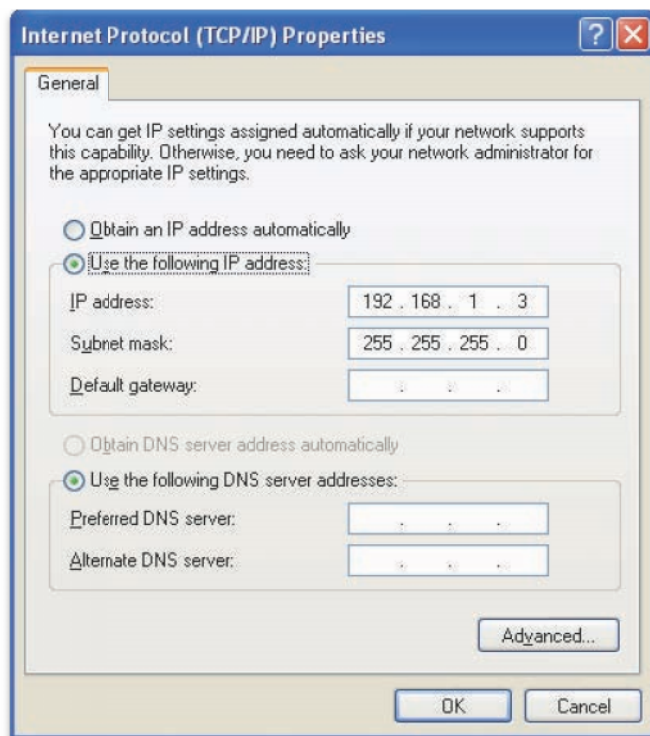 Internet Protocol (TCP/IP) Properties
General
You can get IP settings assigned automatically if your network supports
this capability. Otherwise, you need to ask your network administrator for
the appropriate IP settings.
Obtain an IP address automatically
Use the following IP address:
IP address: 192 . 168 . 1 . 3
Subnet mask: 255 . 255 . 255 . 0
Default gateway: . . .
Obtain DNS server address automatically
Use the following DNS server addresses:
Preferred DNS server: . . .
Alternate DNS server: . . .
Advanced...
OK Cancel